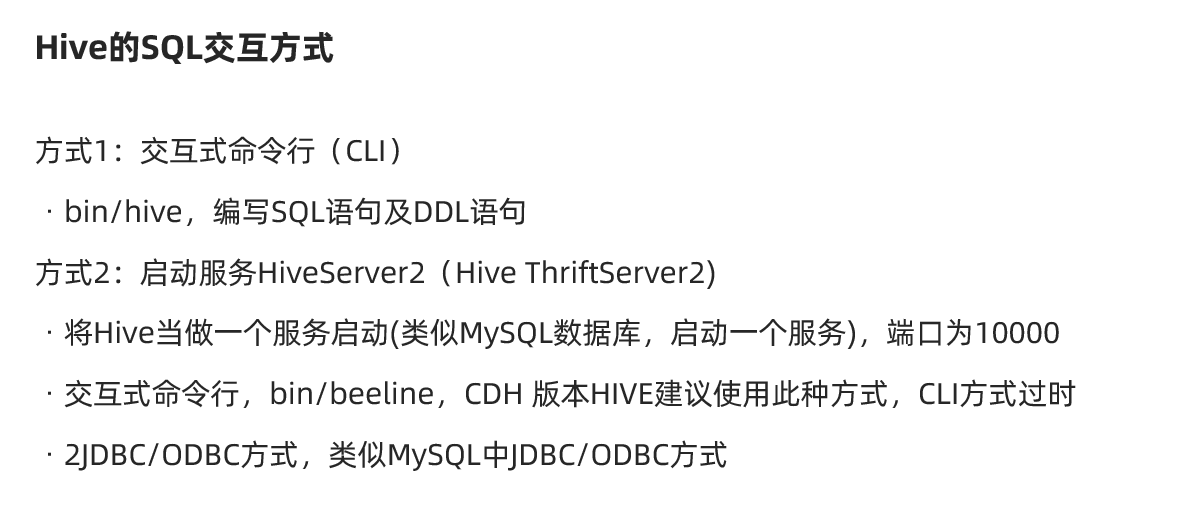 Hive的SQL交互方式
方式1：交互式命令行（CLI）
· bin/hive，编写SQL语句及DDL语句
方式2：启动服务HiveServer2（Hive ThriftServer2)
· 将Hive当做一个服务启动(类似MySQL数据库，启动一个服务)，端口为10000
· 交互式命令行，bin/beeline，CDH 版本HIVE建议使用此种方式，CLI方式过时
· 2JDBC/ODBC方式，类似MySQL中JDBC/ODBC方式